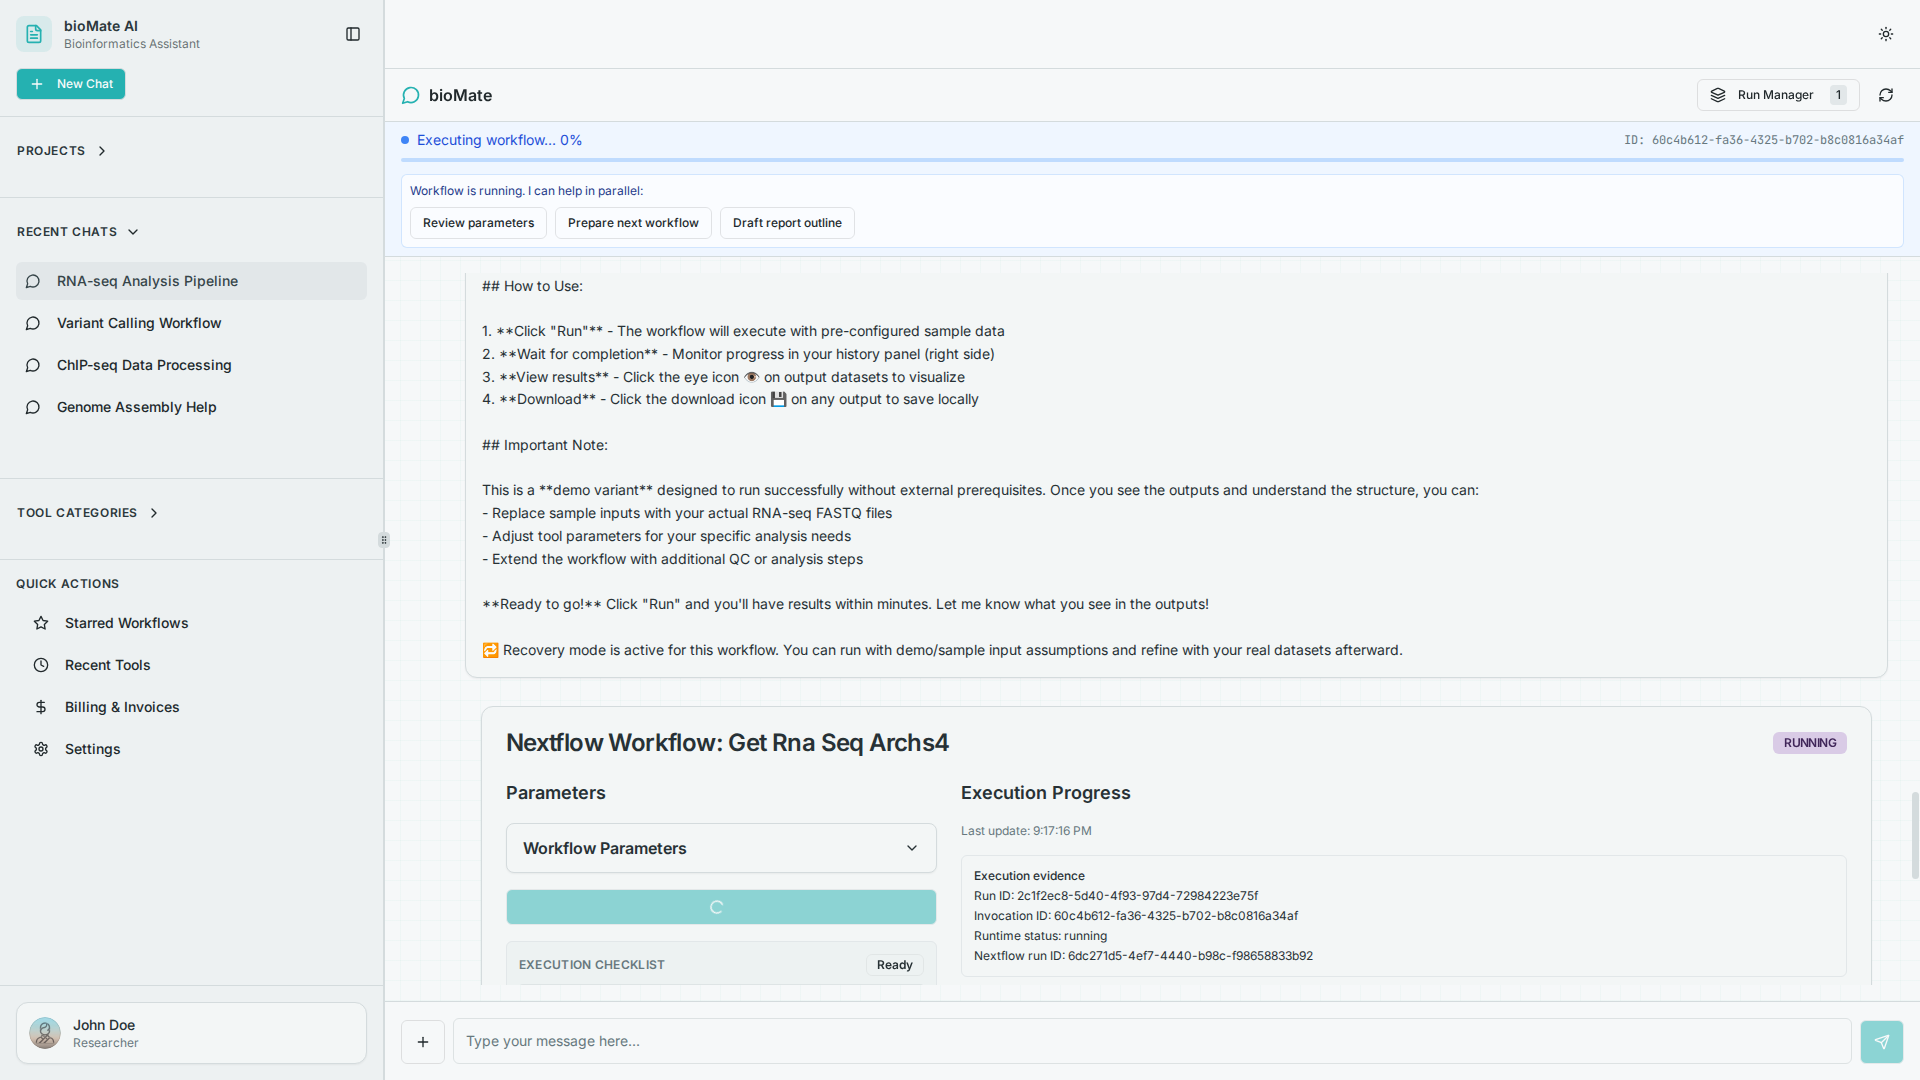 bioMate AI
Bioinformatics Assistant
New Chat
PROJECTS
RECENT CHATS
RNA-seq Analysis Pipeline
Variant Calling Workflow
ChIP-seq Data Processing
Genome Assembly Help
TOOL CATEGORIES
QUICK ACTIONS
Starred Workflows
Recent Tools
Billing & Invoices
Settings
John Doe
Researcher
bioMate
Run Manager 1
Executing workflow... 0%
ID: 60c4b612-fa36-4325-b702-b8c0816a34af
Workflow is running. I can help in parallel:
Review parameters
Prepare next workflow
Draft report outline
## How to Use:
1. **Click "Run"** - The workflow will execute with pre-configured sample data
2. **Wait for completion** - Monitor progress in your history panel (right side)
3. **View results** - Click the eye icon 👁 on output datasets to visualize
4. **Download** - Click the download icon 💾 on any output to save locally
## Important Note:
This is a **demo variant** designed to run successfully without external prerequisites. Once you see the outputs and understand the structure, you can:
- Replace sample inputs with your actual RNA-seq FASTQ files
- Adjust tool parameters for your specific analysis needs
- Extend the workflow with additional QC or analysis steps
**Ready to go!** Click "Run" and you'll have results within minutes. Let me know what you see in the outputs!
🔁 Recovery mode is active for this workflow. You can run with demo/sample input assumptions and refine with your real datasets afterward.
Nextflow Workflow: Get Rna Seq Archs4
RUNNING
Parameters
Workflow Parameters
EXECUTION CHECKLIST
Ready
Execution Progress
Last update: 9:17:16 PM
Execution evidence
Run ID: 2c1f2ec8-5d40-4f93-97d4-72984223e75f
Invocation ID: 60c4b612-fa36-4325-b702-b8c0816a34af
Runtime status: running
Nextflow run ID: 6dc271d5-4ef7-4440-b98c-f98658833b92
Type your message here...